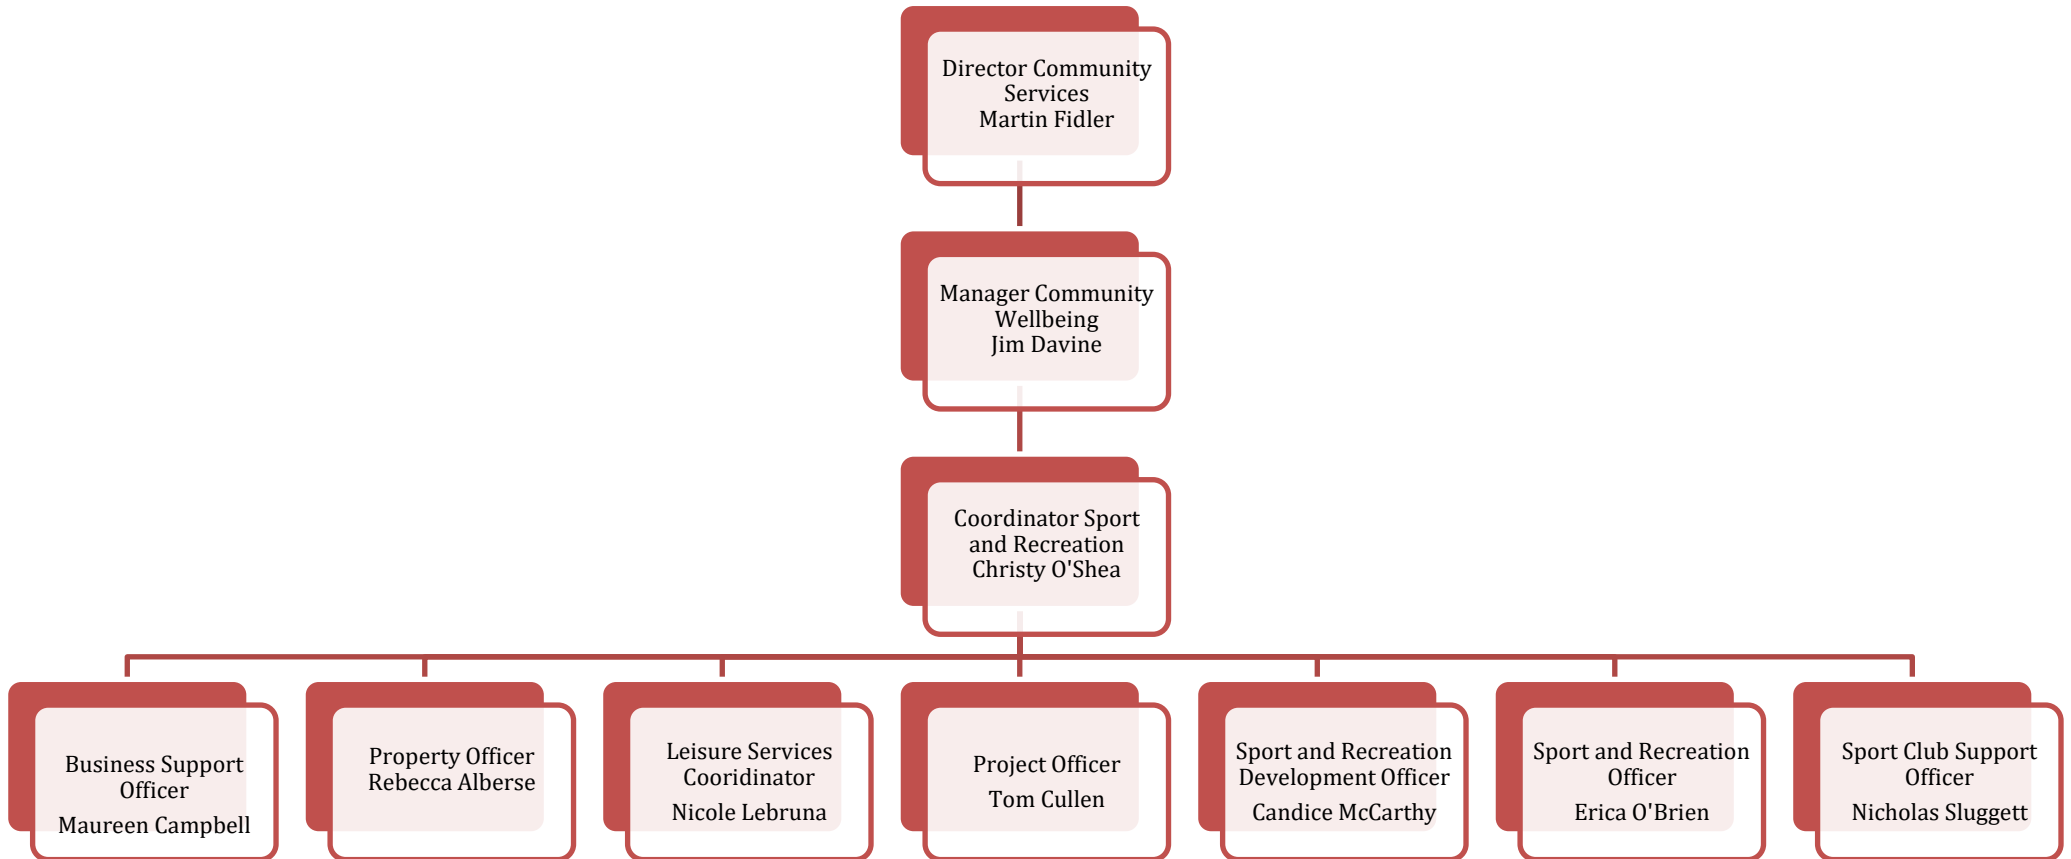 Director Community
Services
Martin Fidler
Manager Community
Wellbeing
Jim Davine
Coordinator Sport
and Recreation
Christy O'Shea
Business Support
Officer
Maureen Campbell
Property Officer
Rebecca Alberse
Leisure Services
Cooridinator
Nicole Lebruna
Project Officer
Tom Cullen
Sport and Recreation
Development Officer
Candice McCarthy
Sport and Recreation
Officer
Erica O'Brien
Sport Club Support
Officer
Nicholas Sluggett